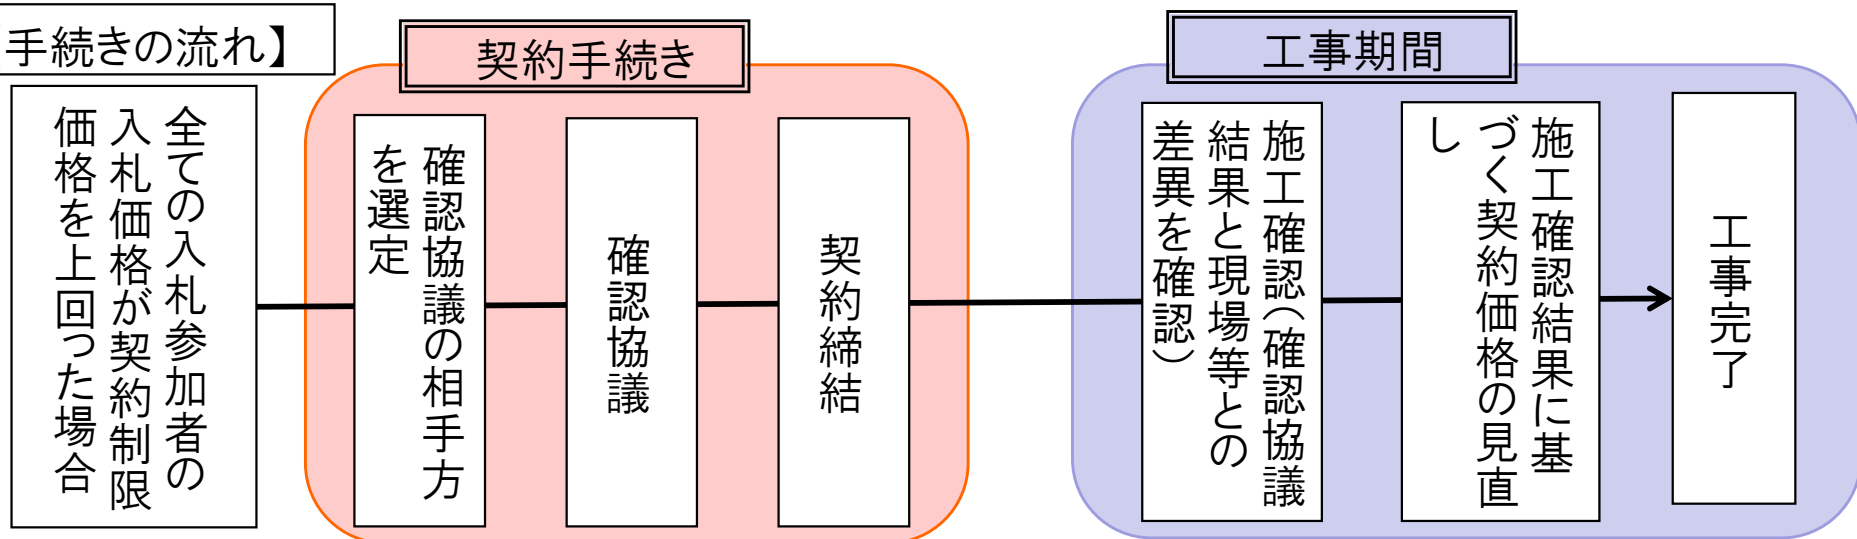 手続きの流れ】
全ての入札参加者の
入札価格が契約制限
価格を上回った場合
契約手続き
確認協議の相手方
を選定
確認協議
契約締結
工事期間
施工確認（確認協議
結果と現場等との
差異を確認）
施工確認結果に基
づく契約価格の見直
し
工事完了